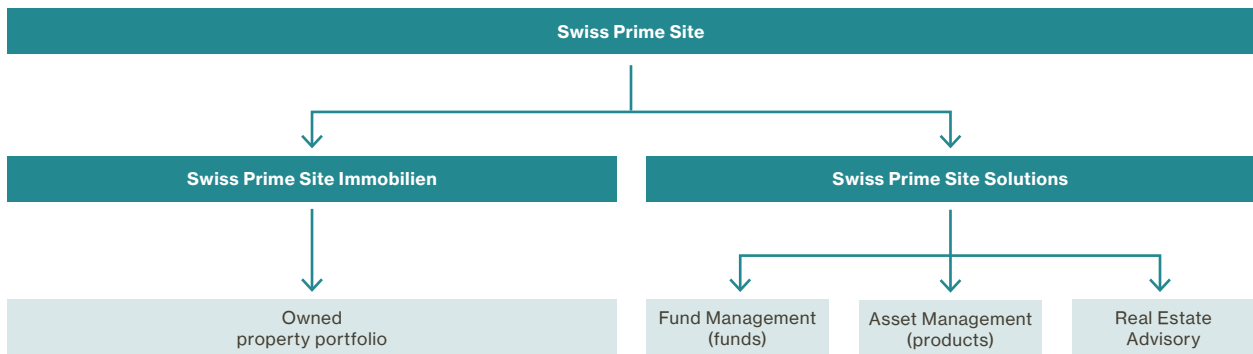 Swiss Prime Site
Swiss Prime Site Immobilien
Swiss Prime Site Solutions
Owned
property portfolio
Fund Management
(funds)
Asset Management
(products)
Real Estate
Advisory